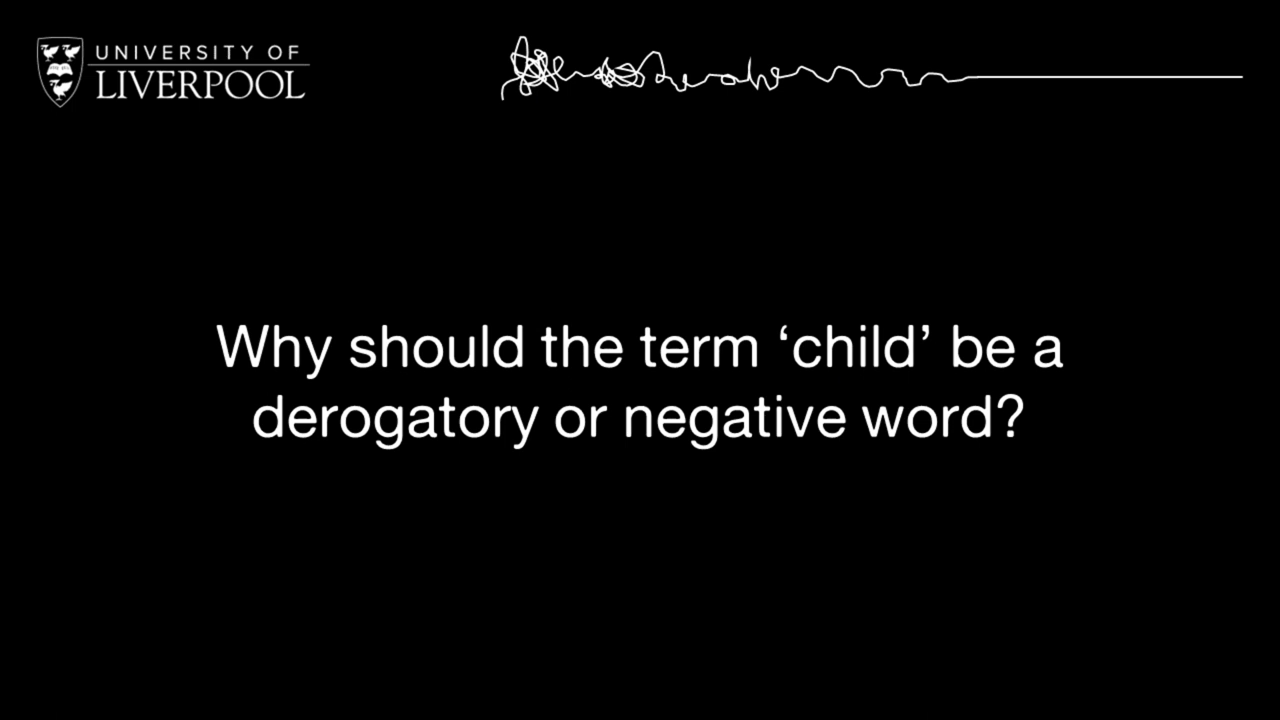 UNIVERSITY OF
LIVERPOOL
Why should the term ‘child’ be a
derogatory or negative word?